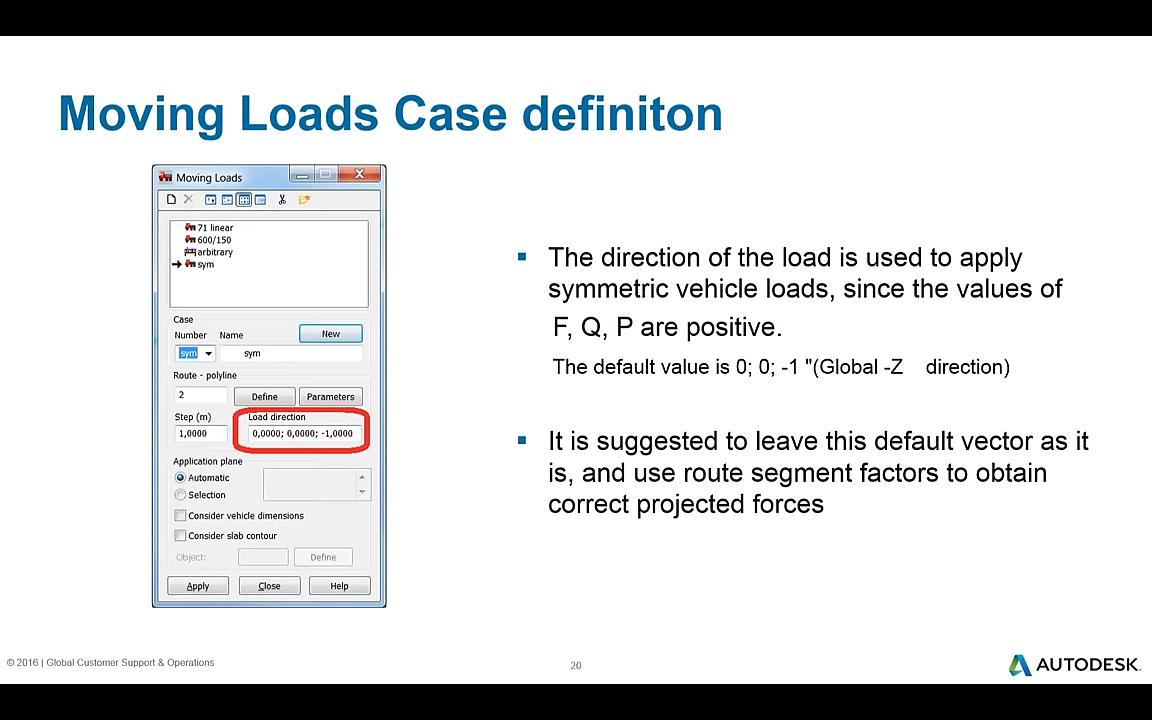 Moving Loads Case definiton
Moving Loads
71 linear
600/150
arbitrary
sym
Case
Number Name New
sym sym
Route - polyline
2 Define Parameters
Step (m) Load direction
1,0000 0,0000; 0,0000; -1,0000
Application plane
Automatic
Selection
Consider vehicle dimensions
Consider slab contour
Object: Define
Apply Close Help
The direction of the load is used to apply
symmetric vehicle loads, since the values of
F, Q, P are positive.
The default value is 0; 0; -1 "(Global -Z direction)
It is suggested to leave this default vector as it
is, and use route segment factors to obtain
correct projected forces
© 2016 | Global Customer Support & Operations
20
AUTODESK.